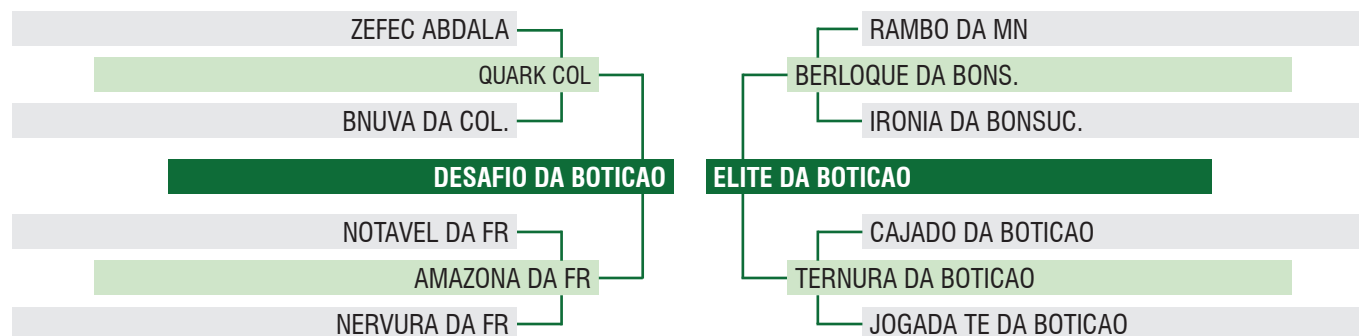 ZEFEC ABDALA
QUARK COL
BNUVA DA COL.
DESAFIO DA BOTICAO
NOTAVEL DA FR
AMAZONA DA FR
NERVURA DA FR
RAMBO DA MN
BERLOQUE DA BONS.
IRONIA DA BONSUC.
ELITE DA BOTICAO
CAJADO DA BOTICAO
TERNURA DA BOTICAO
JOGADA TE DA BOTICAO